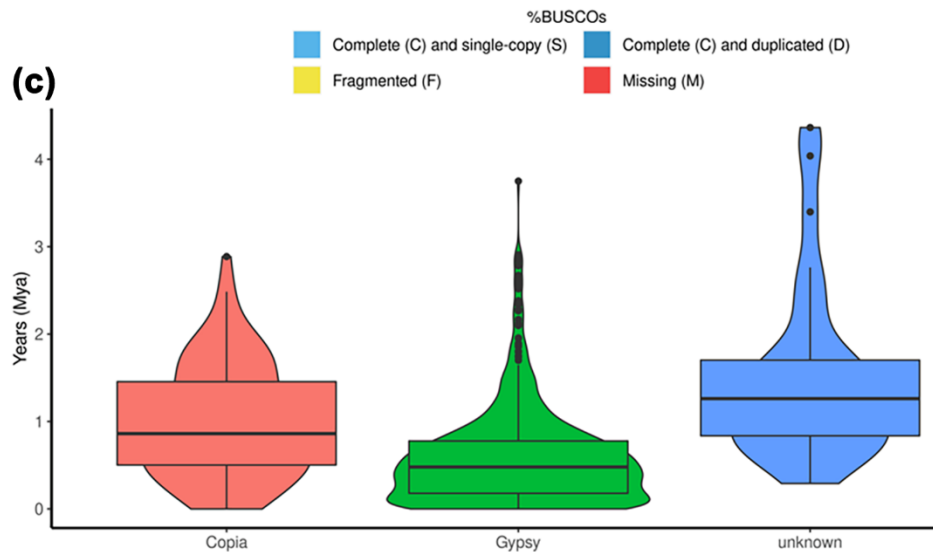 %BUSCOs
Complete (C) and single-copy (S) Complete (C) and duplicated (D)
Fragmented (F) Missing (M)
(c)
Years (Mya)
4
3
2
1
0
Copia Gypsy unknown